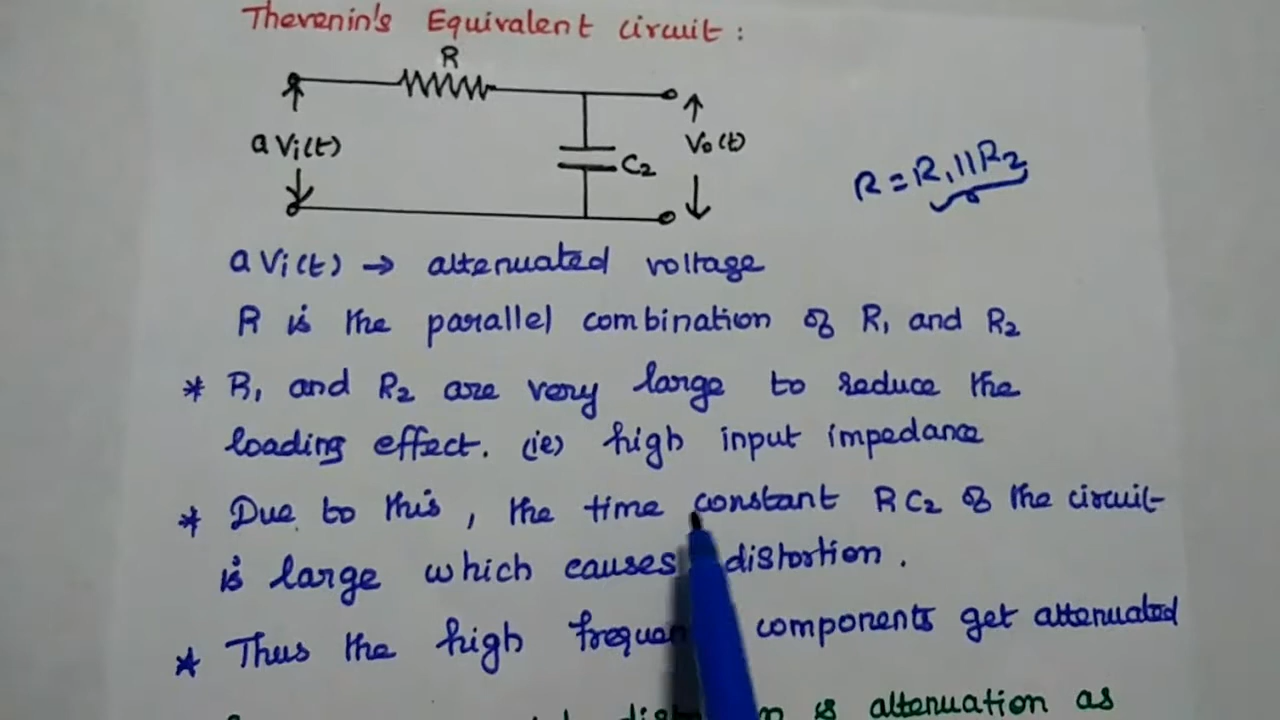 Thevenin's Equivalent circuit :
R
a Vi(t)
C2
Vo(t)
R = R1 || R2
a Vi(t) → attenuated voltage
R is the parallel combination of R1 and R2
* R1 and R2 are very large to reduce the
loading effect. (ie) high input impedance
* Due to this, the time constant RC2 of the circuit
is large which causes distortion.
* Thus the high components get attenuated
is attenuation as